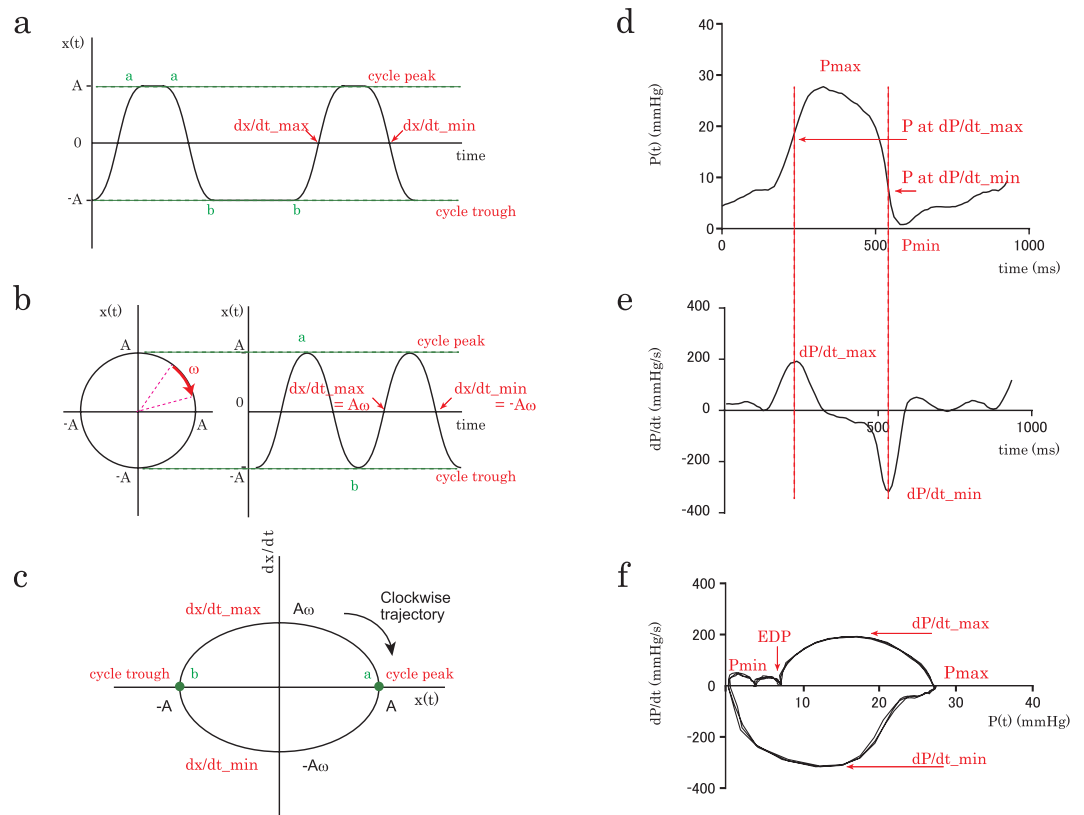 a
x(t)
a a
cycle peak
A
dx/dt_max dx/dt_min
0
time
-A
b b
cycle trough
b
x(t) x(t)
A A
a
cycle peak
ω
dx/dt_max
= Aω
dx/dt_min
= -Aω
0
-A A
time
-A -A
b
cycle trough
c
dx/dt
dx/dt_max
Aω
Clockwise
trajectory
cycle trough
b
a
cycle peak
-A
A
x(t)
dx/dt_min
-Aω
d
P(t) (mmHg)
40
30
20
10
0
Pmax
P at dP/dt_max
P at dP/dt_min
Pmin
0 500 1000
time (ms)
e
dP/dt (mmHg/s)
400
200
0
-200
-400
dP/dt_max
500 1000
time (ms)
dP/dt_min
f
dP/dt (mmHg/s)
400
200
0
-200
-400
EDP
dP/dt_max
Pmin
Pmax
10 20 30 40
P(t) (mmHg)
dP/dt_min